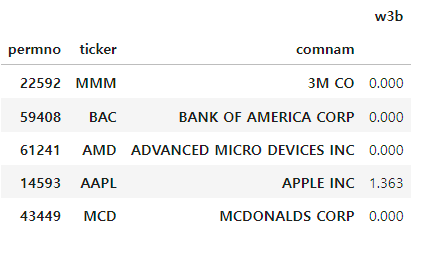 w3b
permno ticker comnam
22592 MMM 3M CO 0.000
59408 BAC BANK OF AMERICA CORP 0.000
61241 AMD ADVANCED MICRO DEVICES INC 0.000
14593 AAPL APPLE INC 1.363
43449 MCD MCDONALDS CORP 0.000